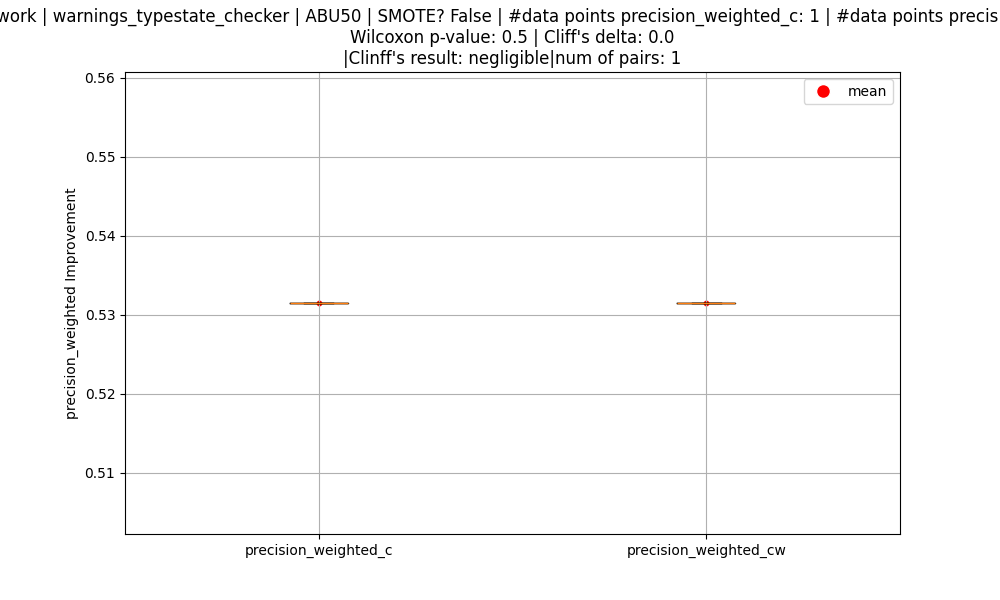 warnings_typestate_checker | ABU50 | SMOTE? False | #data points precision_weighted_c: 1 | #data points
Wilcoxon p-value: 0.5 | Cliff's delta: 0.0
|Clinff's result: negligible|num of pairs: 1
mean
precision_weighted Improvement
0.56
0.55
0.54
0.53
0.52
0.51
precision_weighted_c
precision_weighted_cw